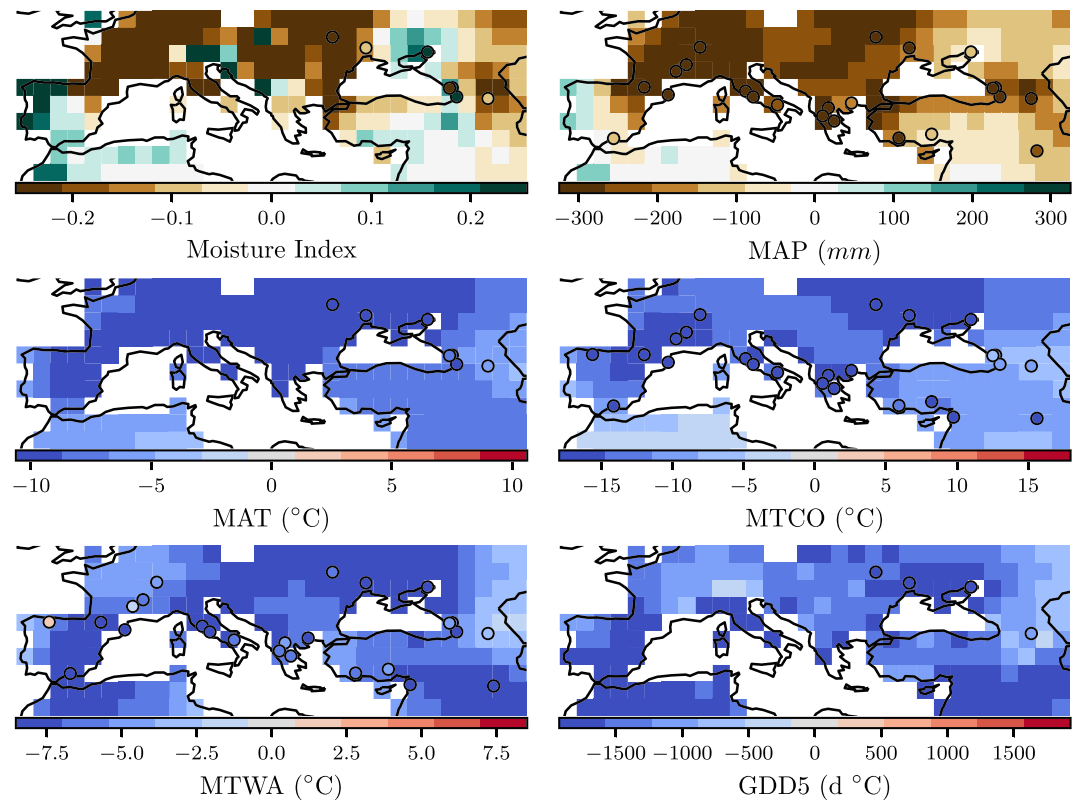 −0.2 −0.1 0.0 0.1 0.2
Moisture Index
−300 −200 −100 0 100 200 300
MAP (mm)
−10 −5 0 5 10
MAT (°C)
−15 −10 −5 0 5 10 15
MTCO (°C)
−7.5 −5.0 −2.5 0.0 2.5 5.0 7.5
MTWA (°C)
−1500 −1000 −500 0 500 1000 1500
GDD5 (d °C)